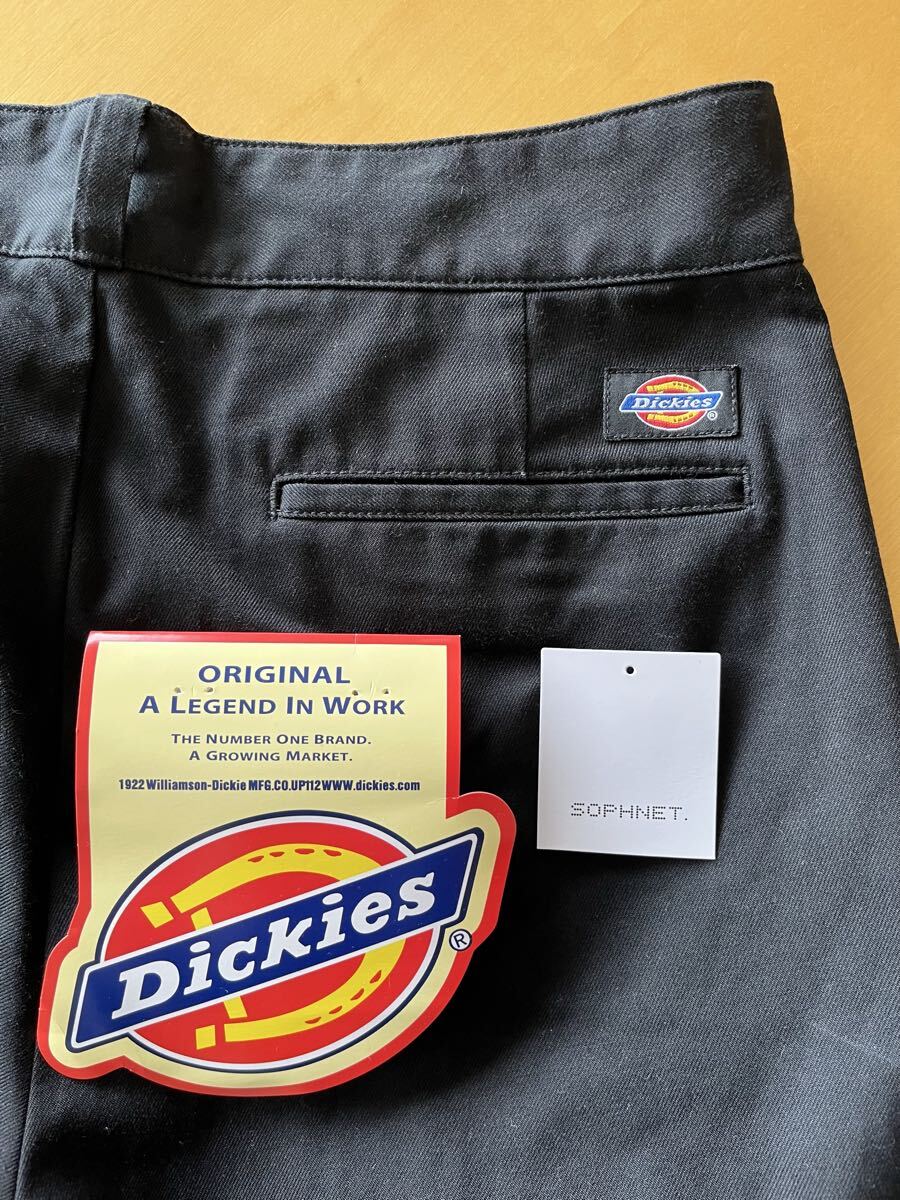 Dickies
®
ORIGINAL
A LEGEND IN WORK
THE NUMBER ONE BRAND.
A GROWING MARKET.
1922 Williamson-Dickie MFG.CO.UP112WWW.dickies.com
SOPHNET.
Dickies
®